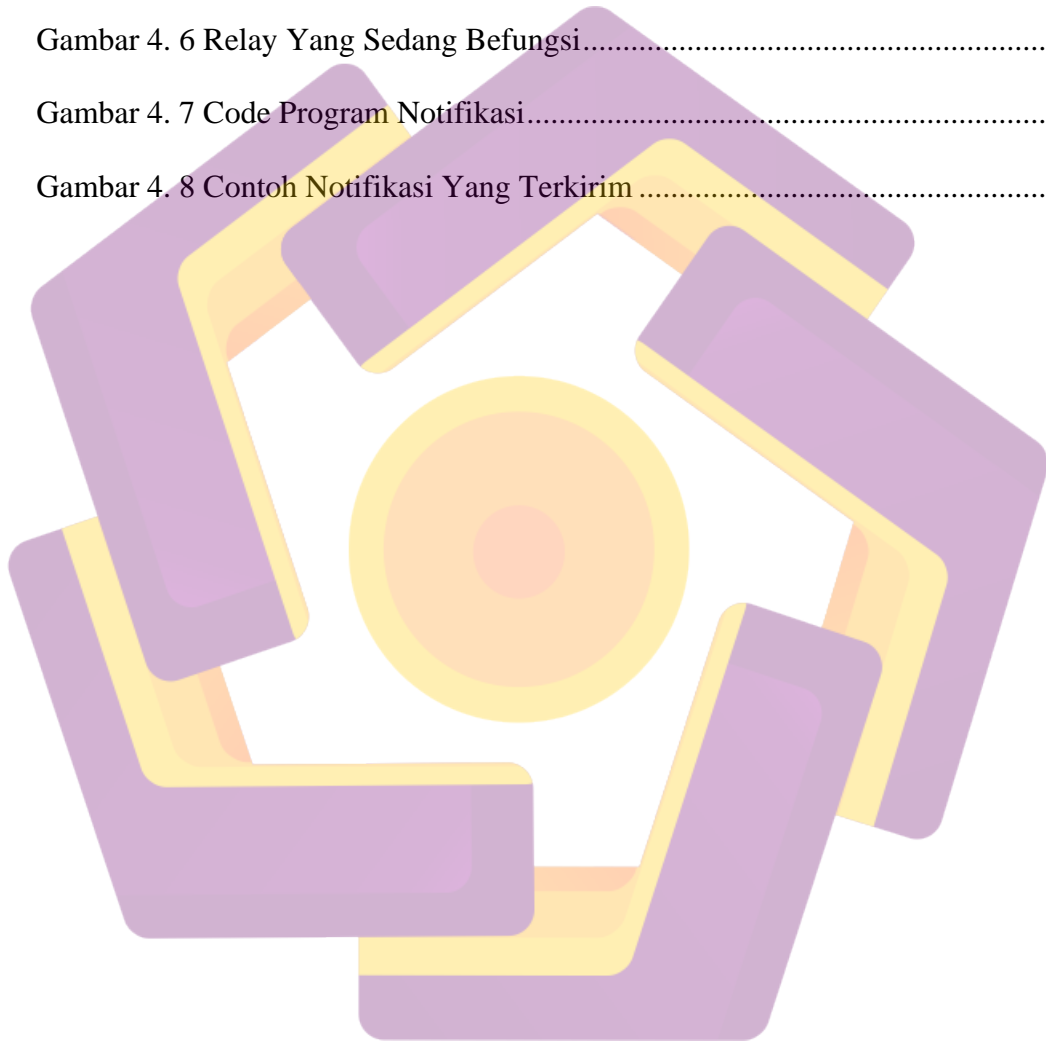 Gambar 4. 6 Relay Yang Sedang Befungsi..........................................................
Gambar 4. 7 Code Program Notifikasi.................................................................
Gambar 4. 8 Contoh Notifikasi Yang Terkirim ...................................................